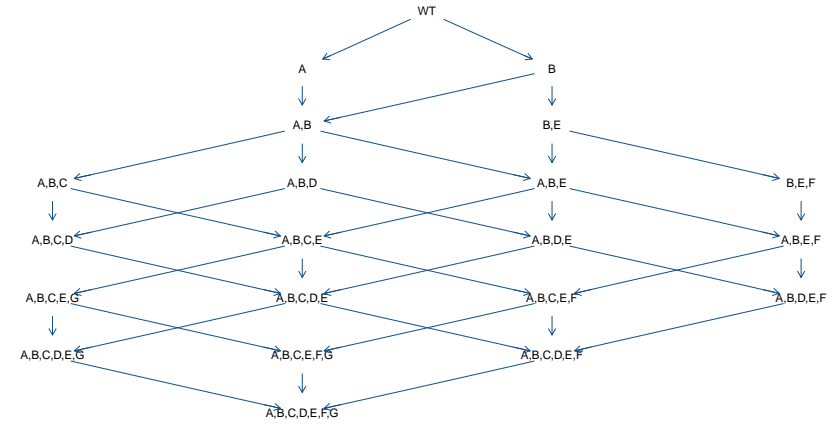 WT
A
B
A,B
B,E
A,B,C
A,B,D
A,B,E
B,E,F
A,B,C,D
A,B,C,E
A,B,D,E
A,B,E,F
A,B,C,E,G
A,B,C,D,E
A,B,C,E,F
A,B,D,E,F
A,B,C,D,E,G
A,B,C,E,F,G
A,B,C,D,E,F
A,B,C,D,E,F,G